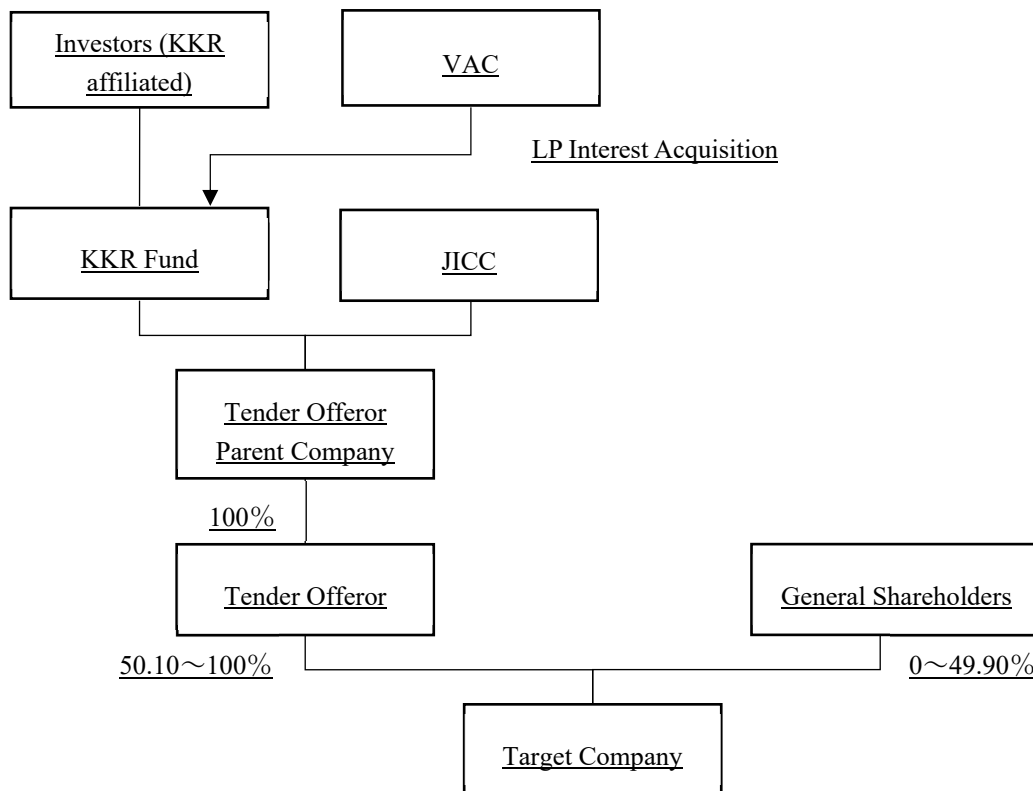 Investors (KKR
affiliated)
VAC
LP Interest Acquisition
KKR Fund
JICC
Tender Offeror
Parent Company
100％
Tender Offeror
General Shareholders
50.10～100％
0～49.90％
Target Company